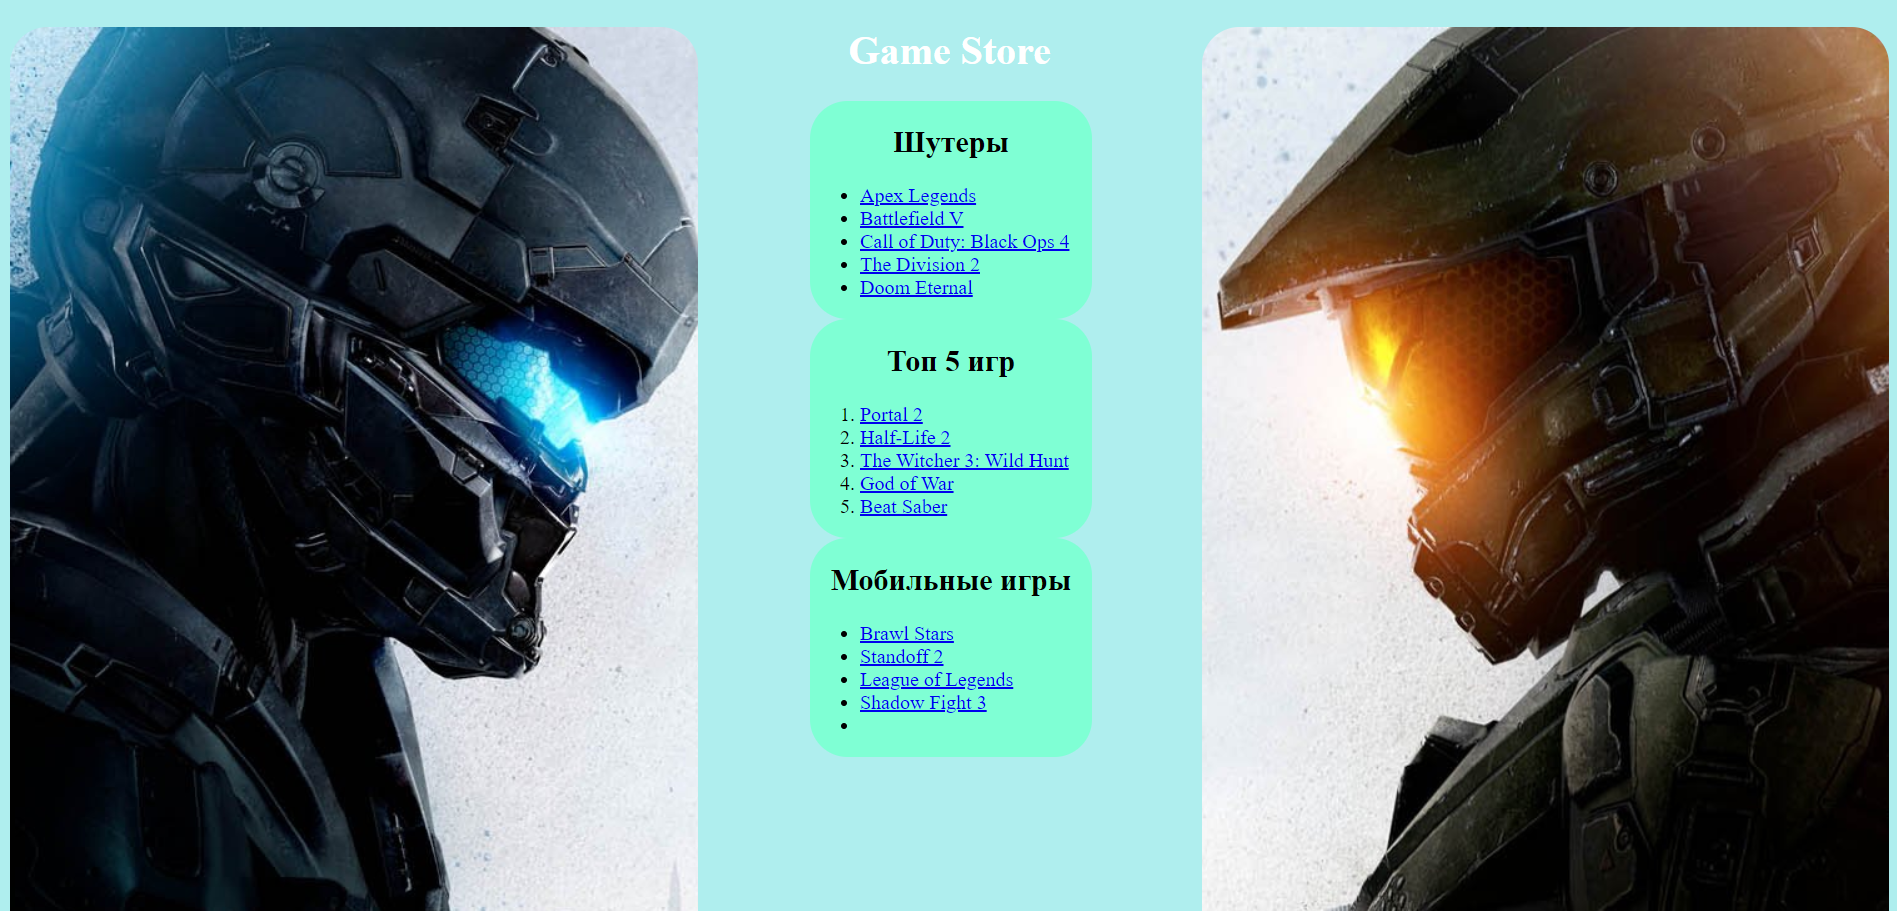 Game Store
Шутеры
• Apex Legends
• Battlefield V
• Call of Duty: Black Ops 4
• The Division 2
• Doom Eternal
Топ 5 игр
1. Portal 2
2. Half-Life 2
3. The Witcher 3: Wild Hunt
4. God of War
5. Beat Saber
Мобильные игры
• Brawl Stars
• Standoff 2
• League of Legends
• Shadow Fight 3
•